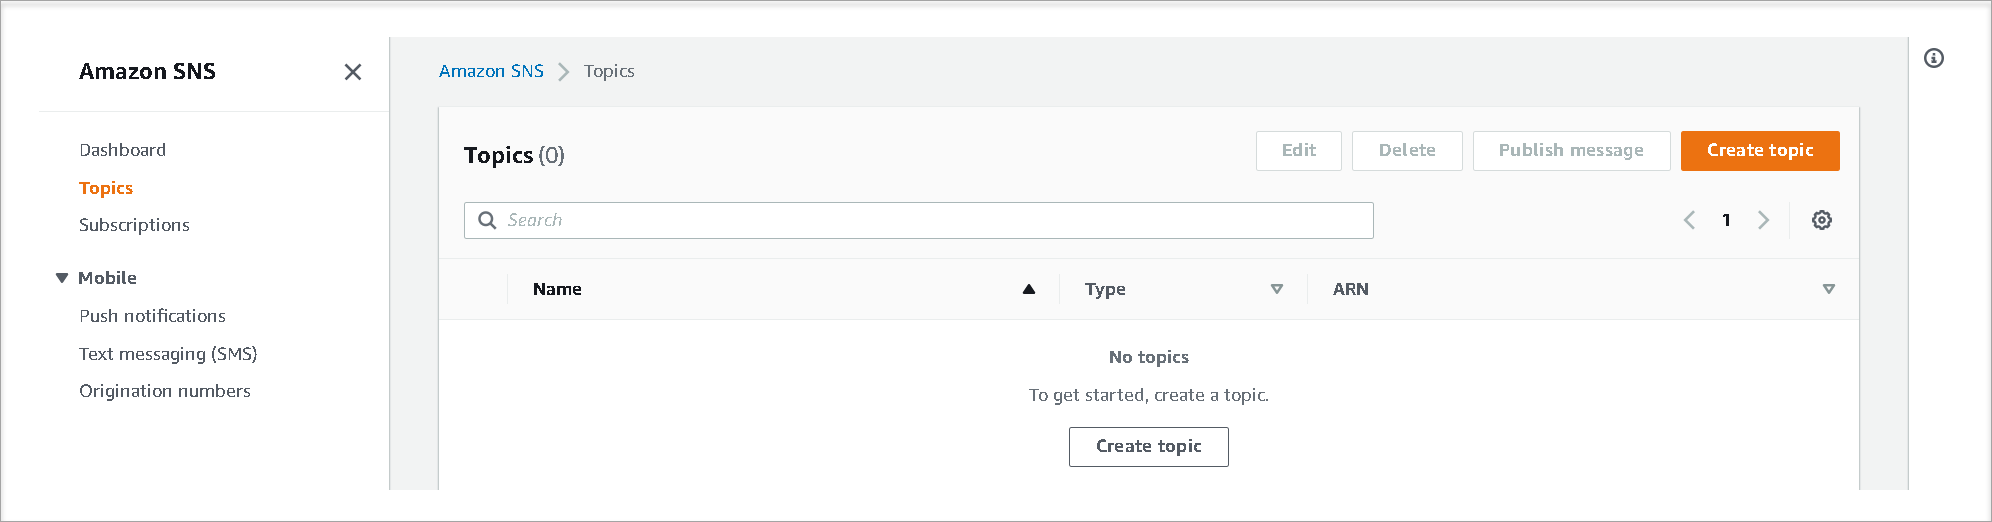 Amazon SNS
Dashboard
Topics
Subscriptions
Mobile
Push notifications
Text messaging (SMS)
Origination numbers
Amazon SNS Topics
Topics (0)
Edit Delete Publish message Create topic
Search
1
Name Type ARN
No topics
To get started, create a topic.
Create topic